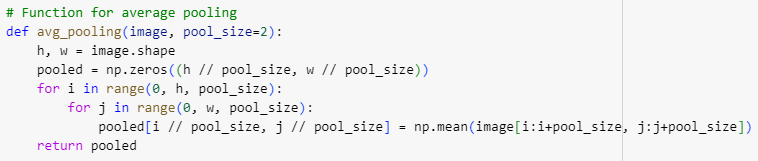 # Function for average pooling
def avg_pooling(image, pool_size=2):
    h, w = image.shape
    pooled = np.zeros((h // pool_size, w // pool_size))
    for i in range(0, h, pool_size):
        for j in range(0, w, pool_size):
            pooled[i // pool_size, j // pool_size] = np.mean(image[i:i+pool_size, j:j+pool_size])
    return pooled